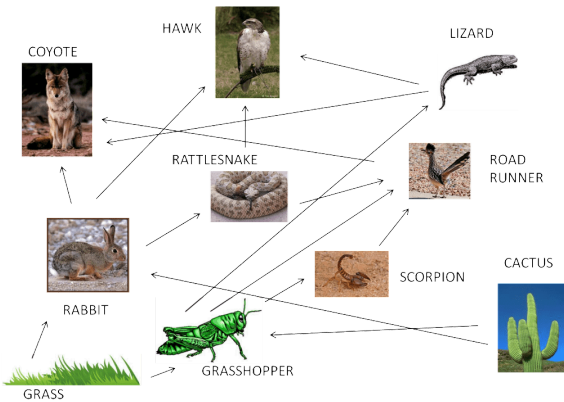 HAWK
LIZARD
COYOTE
RATTLESNAKE
ROAD
RUNNER
CACTUS
SCORPION
RABBIT
GRASSHOPPER
GRASS